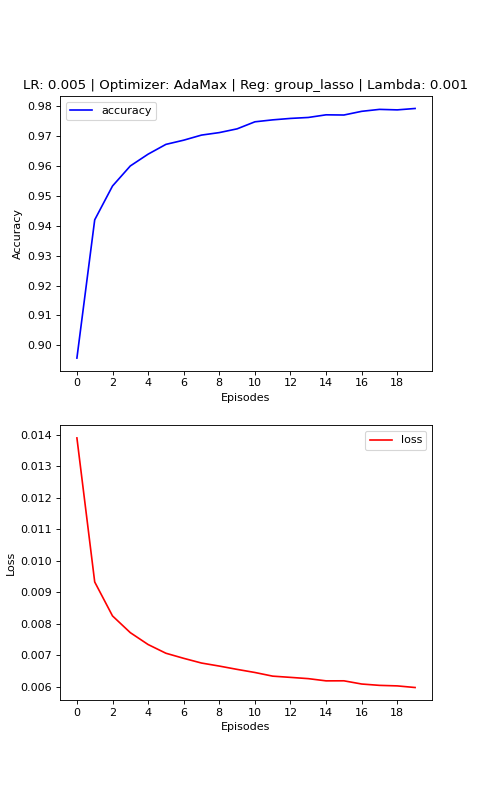 LR: 0.005 | Optimizer: AdaMax | Reg: group_lasso | Lambda: 0.001
accuracy
0.98
0.97
0.96
0.95
0.94
0.93
0.92
0.91
0.90
Accuracy
0 2 4 6 8 10 12 14 16 18
Episodes
loss
0.014
0.013
0.012
0.011
0.010
0.009
0.008
0.007
0.006
Loss
0 2 4 6 8 10 12 14 16 18
Episodes